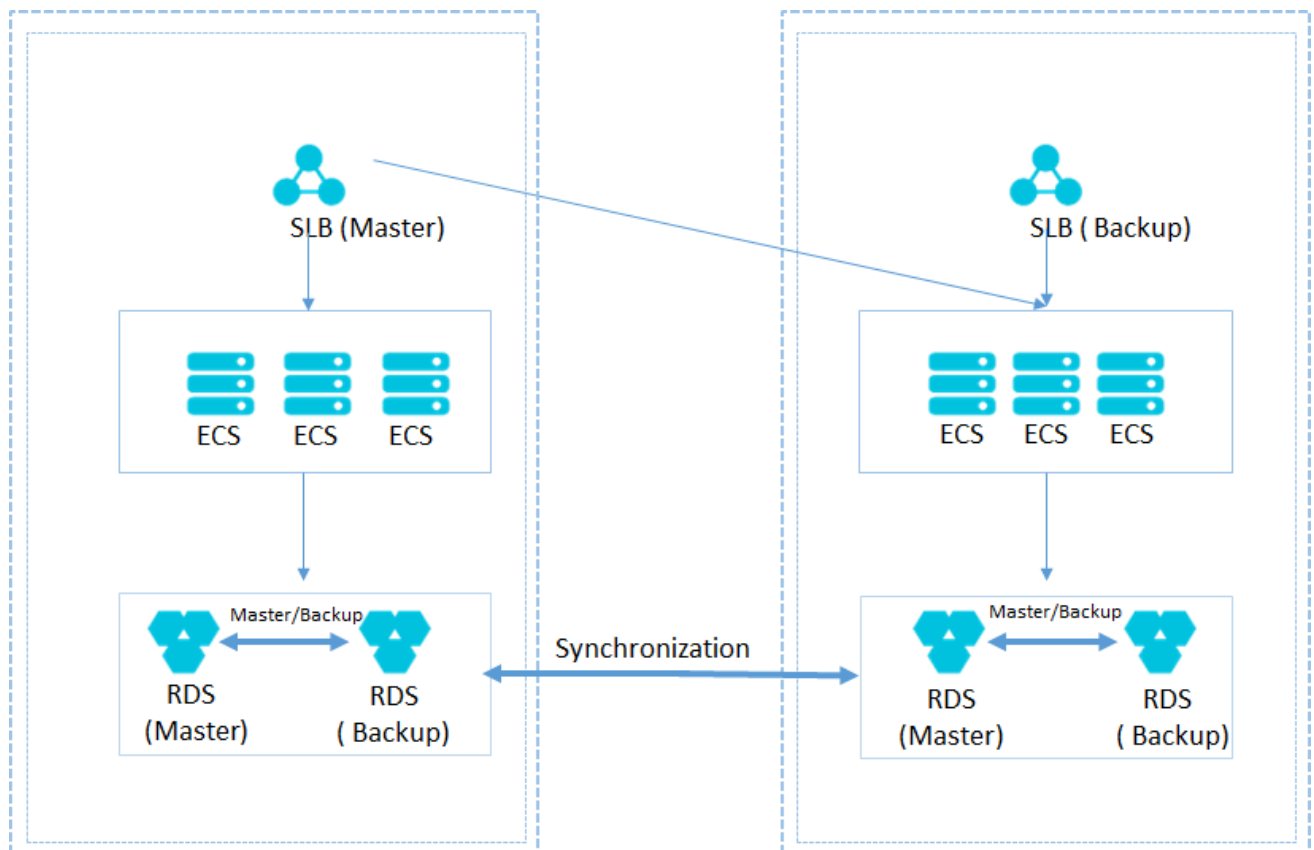 SLB (Master)
SLB ( Backup)
ECS
ECS
ECS
ECS
ECS
ECS
Master/Backup
RDS
(Master)
RDS
( Backup)
Synchronization
Master/Backup
RDS
(Master)
RDS
( Backup)